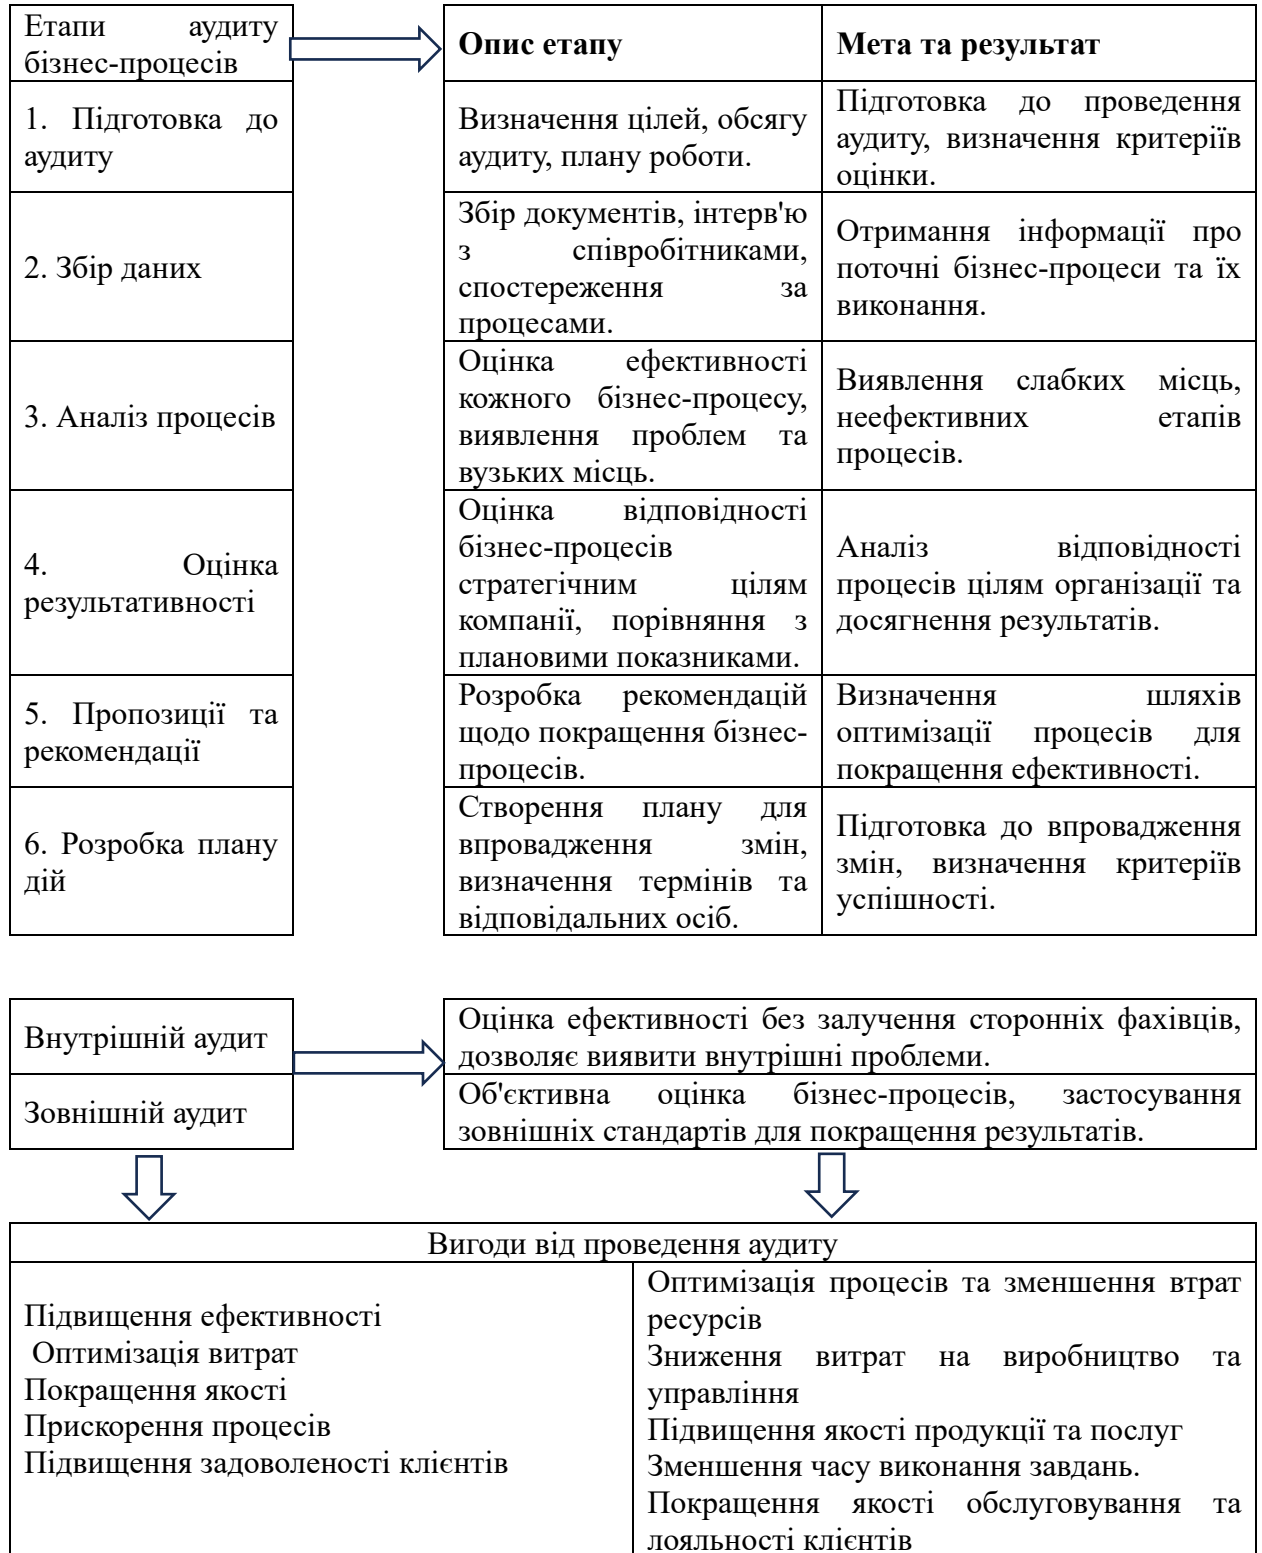 Етапи аудиту
бізнес-процесів
Опис етапу
Мета та результат
1. Підготовка до
аудиту
Визначення цілей, обсягу
аудиту, плану роботи.
Підготовка до проведення
аудиту, визначення критеріїв
оцінки.
2. Збір даних
Збір документів, інтерв'ю
з співробітниками,
спостереження за
процесами.
Отримання інформації про
поточні бізнес-процеси та їх
виконання.
3. Аналіз процесів
Оцінка ефективності
кожного бізнес-процесу,
виявлення проблем та
вузьких місць.
Виявлення слабких місць,
неефективних етапів
процесів.
4. Оцінка
результативності
Оцінка відповідності
бізнес-процесів
стратегічним цілям
компанії, порівняння з
плановими показниками.
Аналіз відповідності
процесів цілям організації та
досягнення результатів.
5. Пропозиції та
рекомендації
Розробка рекомендацій
щодо покращення бізнес-
процесів.
Визначення шляхів
оптимізації процесів для
покращення ефективності.
6. Розробка плану
дій
Створення плану для
впровадження змін,
визначення термінів та
відповідальних осіб.
Підготовка до впровадження
змін, визначення критеріїв
успішності.
Внутрішній аудит
Оцінка ефективності без залучення сторонніх фахівців,
дозволяє виявити внутрішні проблеми.
Зовнішній аудит
Об'єктивна оцінка бізнес-процесів, застосування
зовнішніх стандартів для покращення результатів.
Вигоди від проведення аудиту
Підвищення ефективності
Оптимізація витрат
Покращення якості
Прискорення процесів
Підвищення задоволеності клієнтів
Оптимізація процесів та зменшення втрат
ресурсів
Зниження витрат на виробництво та
управління
Підвищення якості продукції та послуг
Зменшення часу виконання завдань.
Покращення якості обслуговування та
лояльності клієнтів